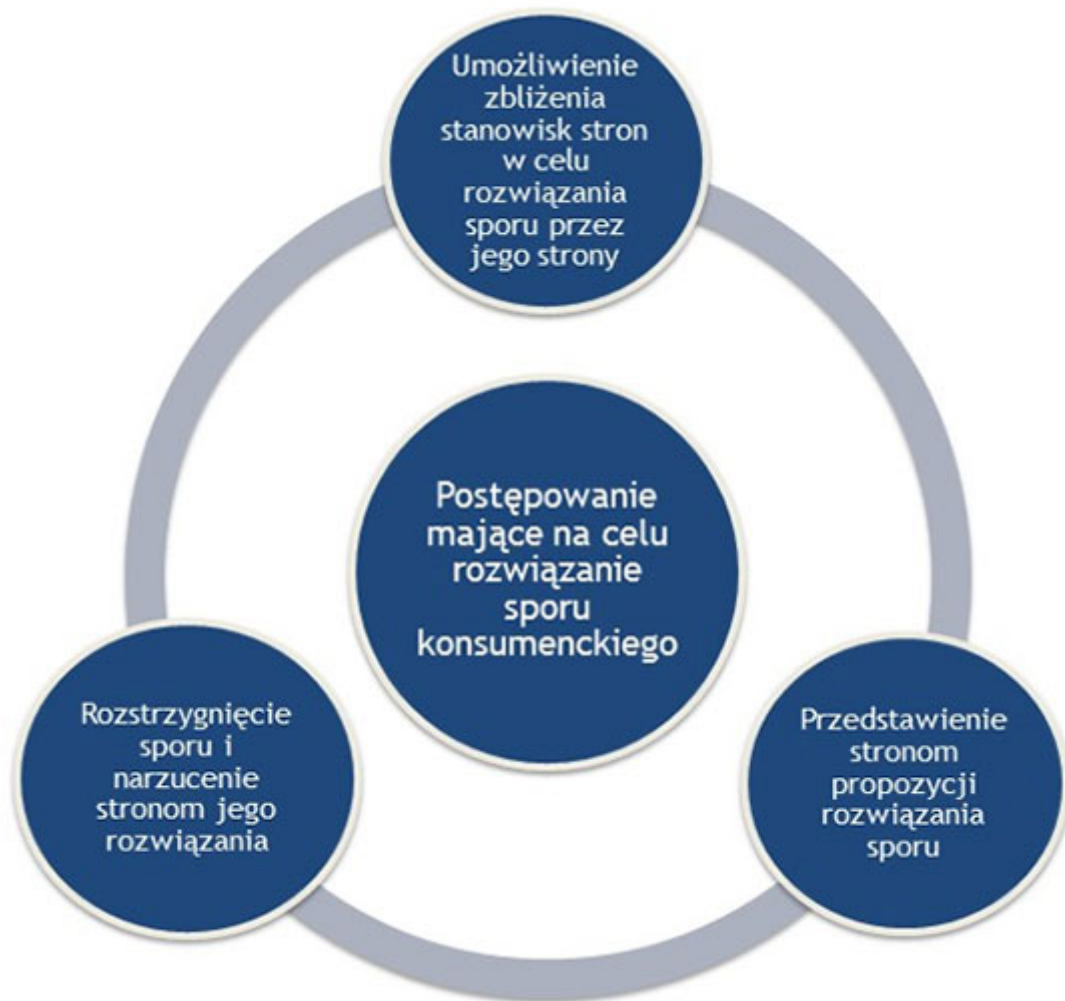 Umożliwienie
zbliżenia
stanowisk stron
w celu
rozwiązania
sporu przez
jego strony
Postępowanie
mające na celu
rozwiązanie
sporu
konsumenckiego
Rozstrzygnięcie
sporu i
narzucenie
stronom jego
rozwiązania
Przedstawienie
stronom
propozycji
rozwiązania
sporu